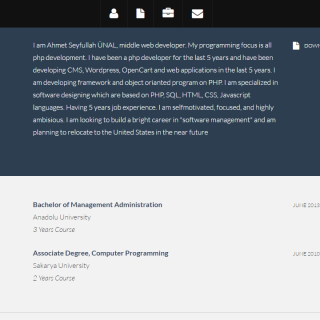 I am Ahmet Seyfullah ÜNAL, middle web developer. My programming focus is all
php development. I have been a php developer for the last 5 years and have been
developing CMS, Wordpress, OpenCart and web applications in the last 5 years. I
am developing framework and object orianted program on PHP. I am specialized in
software designing which are based on PHP, SQL, HTML, CSS, Javascript
languages. Having 5 years job experience. I am selfmotivated, focused, and highly
ambisious. I am looking to build a bright career in "software management" and am
planning to relocate to the United States in the near future
DOW
Bachelor of Management Administration
JUNE 2013
Anadolu University
3 Years Course
Associate Degree, Computer Programming
JUNE 2010
Sakarya University
2 Years Course